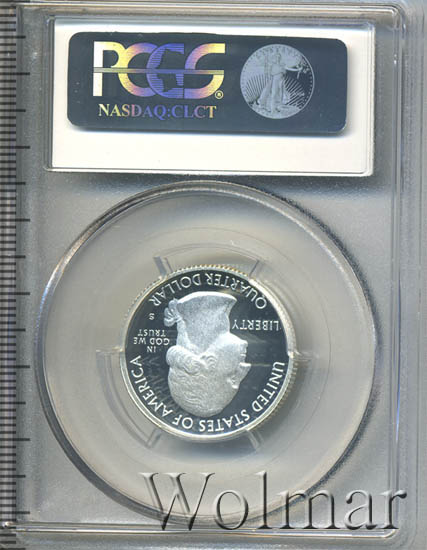 PCGS®
NASDAQ:CLCT
QUARTER DOLLAR
LIBERTY
S
IN
GOD WE
TRUST
UNITED STATES OF AMERICA
Wolmar